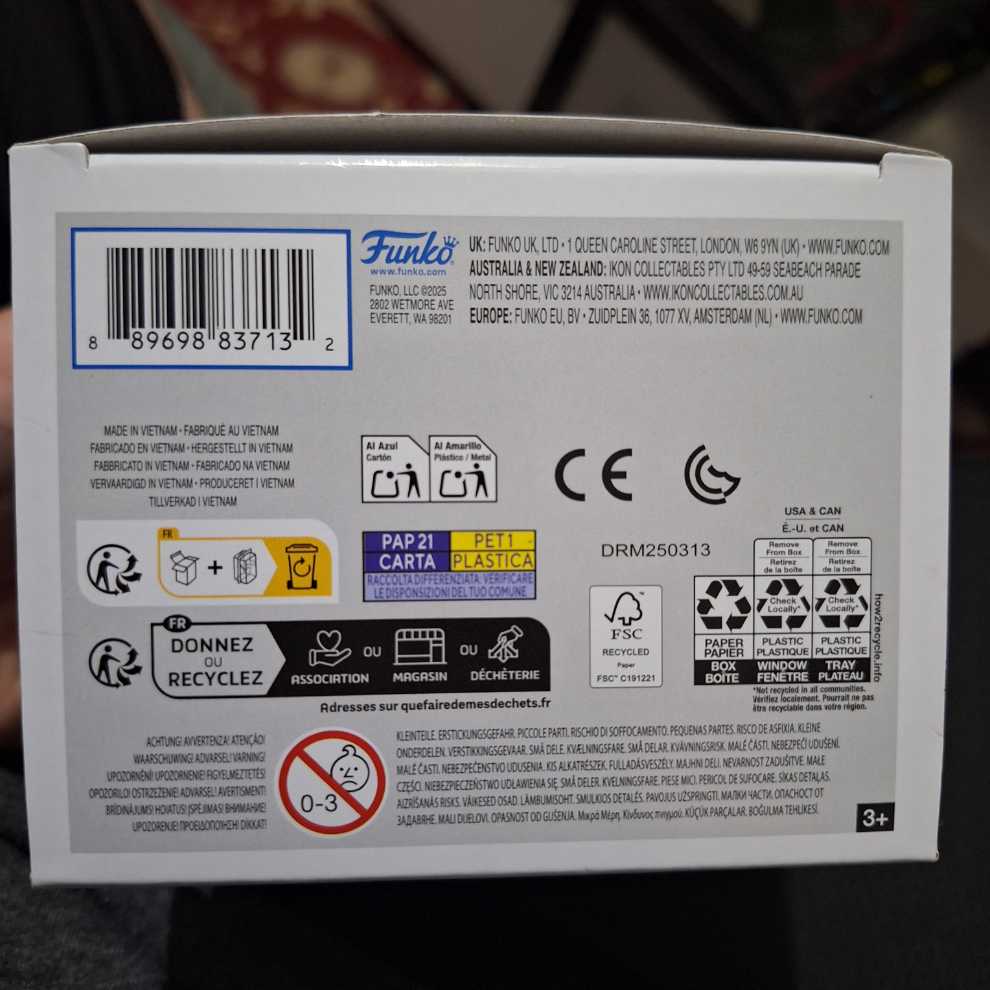 8 89698 83713 2
Funko
www.funko.com
FUNKO, LLC ©2025
2802 WETMORE AVE
EVERETT, WA 98201
UK: FUNKO UK, LTD • 1 QUEEN CAROLINE STREET, LONDON, W6 9YN (UK) • WWW.FUNKO.COM
AUSTRALIA & NEW ZEALAND: IKON COLLECTABLES PTY LTD 49-59 SEABEACH PARADE
NORTH SHORE, VIC 3214 AUSTRALIA • WWW.IKONCOLLECTABLES.COM.AU
EUROPE: FUNKO EU, BV • ZUIDPLEIN 36, 1077 XV, AMSTERDAM (NL) • WWW.FUNKO.COM
MADE IN VIETNAM • FABRIQUÉ AU VIETNAM
FABRICADO EN VIETNAM • HERGESTELLT IN VIETNAM
FABBRICATO IN VIETNAM • FABRICADO NA VIETNAM
VERVAARDIGD IN VIETNAM • PRODUCERET I VIETNAM
TILLVERKAD I VIETNAM
Al Azul
Cartón
Al Amarillo
Plástico / Metal
CE
FR
PAP 21
CARTA
PET1
PLASTICA
RACCOLTA DIFFERENZIATA. VERIFICARE
LE DISPOSIZIONI DEL TUO COMUNE
DRM250313
FSC
RECYCLED
Paper
FSC™ C191221
USA & CAN
É.-U. et CAN
Remove
From Box
Retirez
de la boîte
Remove
From Box
Retirez
de la boîte
Check
Locally*
Check
Locally*
PAPER
PAPIER
PLASTIC
PLASTIQUE
PLASTIC
PLASTIQUE
BOX
BOÎTE
WINDOW
FENÊTRE
TRAY
PLATEAU
how2recycle.info
*Not recycled in all communities.
Vérifiez localement. Pourrait ne pas
être recyclés dans votre région.
FR
DONNEZ
OU
RECYCLEZ
ASSOCIATION
OU
MAGASIN
OU
DÉCHÈTERIE
Adresses sur quefairedemesdechets.fr
ACHTUNG! AVVERTENZA! ATENÇÃO!
WAARSCHUWING! ADVARSEL! VARNING!
UPOZORNĚNÍ! UPOZORNENIE! FIGYELMEZTETÉS!
OPOZORILO! OSTRZEŻENIE! ADVARSEL! AVERTISMENT!
BRĪDINĀJUMS! HOIATUS! ĮSPĖJIMAS! ВНИМАНИЕ!
UPOZORENJE! ΠΡΟΕΙΔΟΠΟΙΗΣΗ! DİKKAT!
0-3
KLEINTEILE. ERSTICKUNGSGEFAHR. PICCOLE PARTI. RISCHIO DI SOFFOCAMENTO. PEQUENAS PARTES. RISCO DE ASFIXIA. KLEINE
ONDERDELEN. VERSTIKKINGSGEVAAR. SMÅ DELE. KVÆLNINGSFARE. SMÅ DELAR. KVÄVNINGSRISK. MALÉ ČÁSTI. NEBEZPEČÍ UDUŠENÍ.
MALÉ ČASTI. NEBEZPEČENSTVO UDUSENIA. KIS ALKATRÉSZEK. FULLADÁSVESZÉLY. MAJHNI DELI. NEVARNOST ZADUŠITVE. MAŁE
CZĘŚCI. NIEBEZPIECZEŃSTWO UDŁAWIENIA SIĘ. SMÅ DELER. KVELNINGSFARE. PIESE MICI. PERICOL DE SUFOCARE. SĪKAS DETAĻAS.
AIZRĪŠANĀS RISKS. VÄIKESED OSAD. LÄMBUMISOHT. SMULKIOS DETALĖS. PAVOJUS UŽSPRINGTI. МАЛКИ ЧАСТИ. ОПАСНОСТ ОТ
ЗАДАВЯНЕ. MALI DIJELOVI. OPASNOST OD GUŠENJA. Μικρά Μέρη. Κίνδυνος πνιγμού. KÜÇÜK PARÇALAR. BOĞULMA TEHLİKESİ.
3+